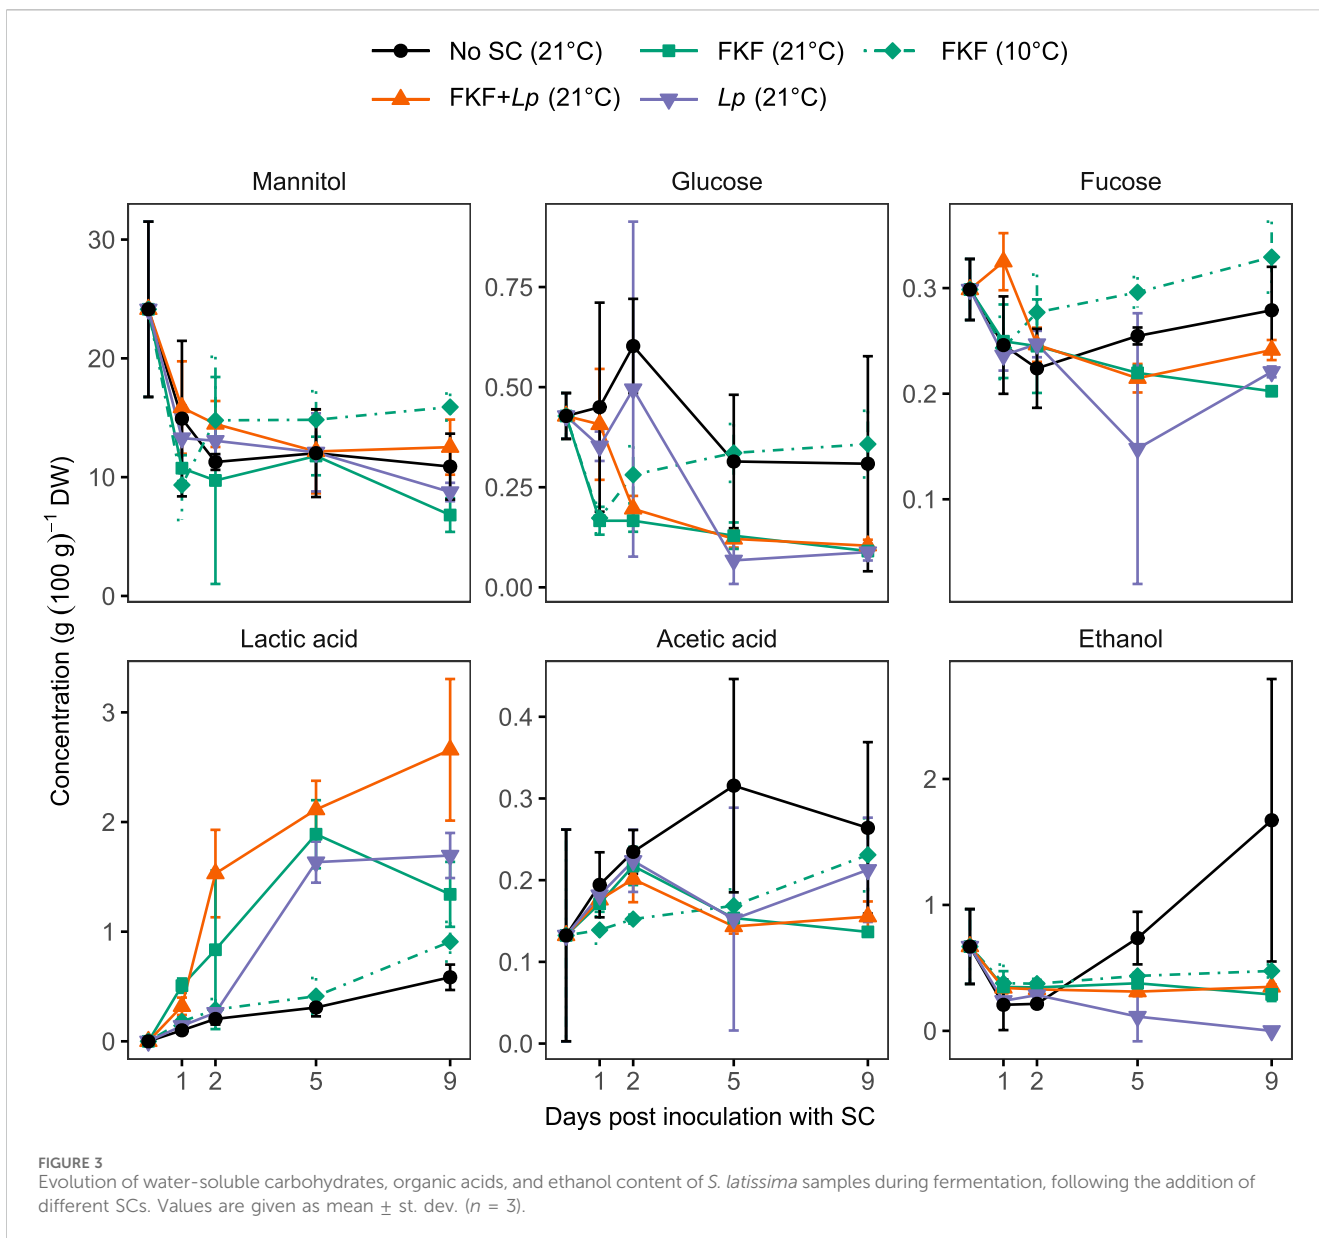 No SC (21°C) FKF (21°C) FKF (10°C)
FKF+Lp (21°C) Lp (21°C)
Mannitol Glucose Fucose
30
20
10
0
0.75
0.50
0.25
0.00
0.3
0.2
0.1
Concentration (g (100 g)⁻¹ DW)
Lactic acid Acetic acid Ethanol
3
2
1
0
0.4
0.3
0.2
0.1
0.0
2
1
0
1 2 5 9 1 2 5 9 1 2 5 9
Days post inoculation with SC
FIGURE 3
Evolution of water-soluble carbohydrates, organic acids, and ethanol content of S. latissima samples during fermentation, following the addition of
different SCs. Values are given as mean ± st. dev. (n = 3).